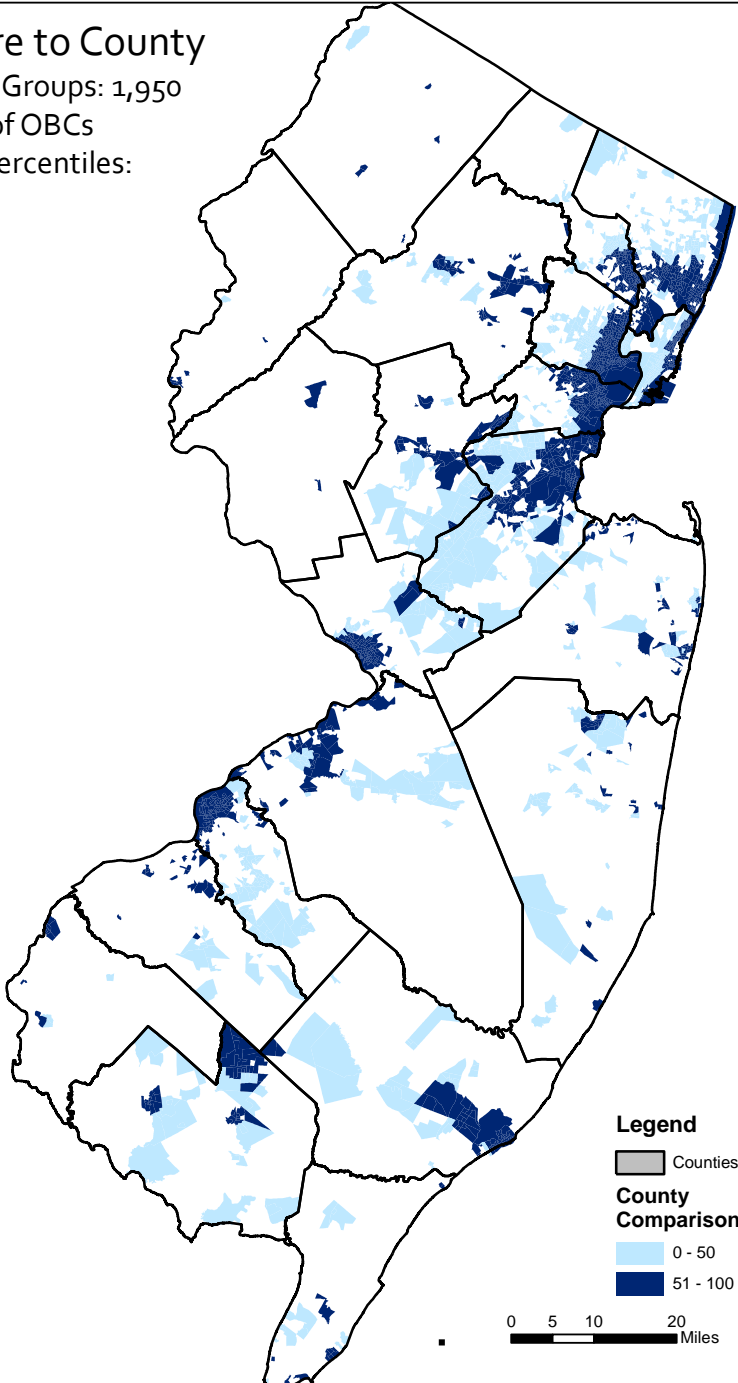 re to County
Groups: 1,950
of OBCs
ercentiles:
Legend
Counties
County
Comparison
0 - 50
51 - 100
0 5 10 20
Miles